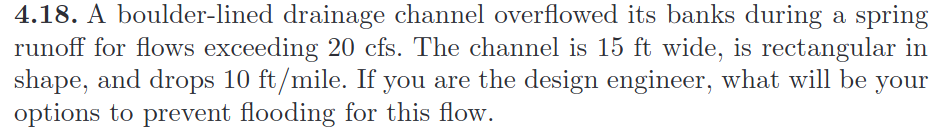 4.18. A boulder-lined drainage channel overflowed its banks during a spring
runoff for flows exceeding 20 cfs. The channel is 15 ft wide, is rectangular in
shape, and drops 10 ft/mile. If you are the design engineer, what will be your
options to prevent flooding for this flow.